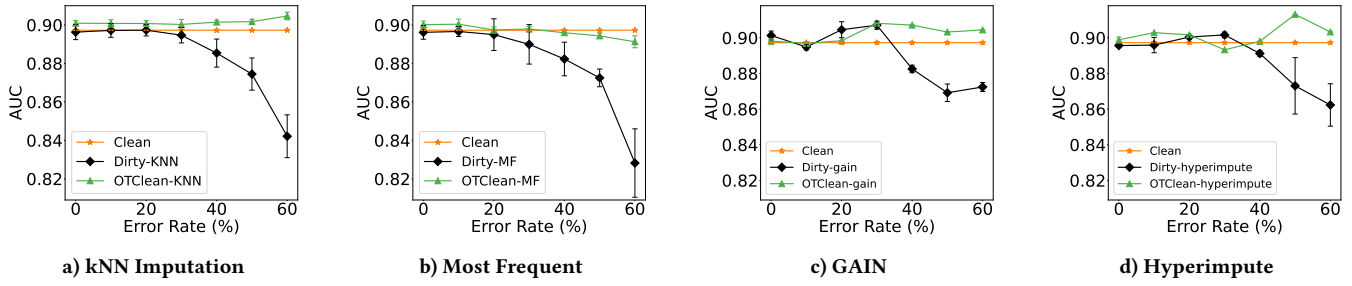 AUC
0.90
0.88
0.86
0.84
0.82
Clean
Dirty-KNN
OTClean-KNN
0 20 40 60
Error Rate (%)
a) kNN Imputation
AUC
0.90
0.88
0.86
0.84
0.82
Clean
Dirty-MF
OTClean-MF
0 20 40 60
Error Rate (%)
b) Most Frequent
AUC
0.90
0.88
0.86
0.84
0.82
Clean
Dirty-gain
OTClean-gain
0 20 40 60
Error Rate (%)
c) GAIN
AUC
0.90
0.88
0.86
0.84
0.82
Clean
Dirty-hyperimpute
OTClean-hyperimpute
0 20 40 60
Error Rate (%)
d) Hyperimpute